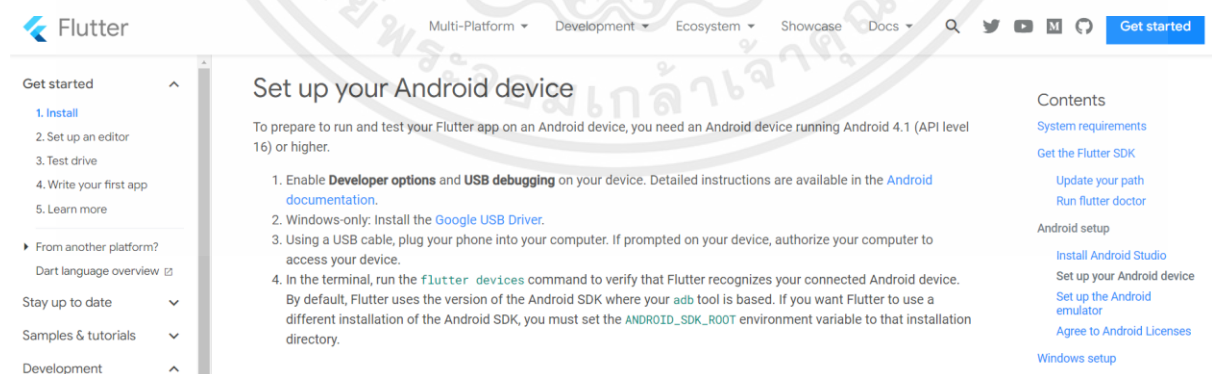 Flutter
Multi-Platform
Development
Ecosystem
Showcase
Docs
Get started
Get started
1. Install
2. Set up an editor
3. Test drive
4. Write your first app
5. Learn more
From another platform?
Dart language overview
Stay up to date
Samples & tutorials
Development
Set up your Android device
To prepare to run and test your Flutter app on an Android device, you need an Android device running Android 4.1 (API level
16) or higher.
1. Enable Developer options and USB debugging on your device. Detailed instructions are available in the Android
documentation.
2. Windows-only: Install the Google USB Driver.
3. Using a USB cable, plug your phone into your computer. If prompted on your device, authorize your computer to
access your device.
4. In the terminal, run the flutter devices command to verify that Flutter recognizes your connected Android device.
By default, Flutter uses the version of the Android SDK where your adb tool is based. If you want Flutter to use a
different installation of the Android SDK, you must set the ANDROID_SDK_ROOT environment variable to that installation
directory.
Contents
System requirements
Get the Flutter SDK
Update your path
Run flutter doctor
Android setup
Install Android Studio
Set up your Android device
Set up the Android
emulator
Agree to Android Licenses
Windows setup